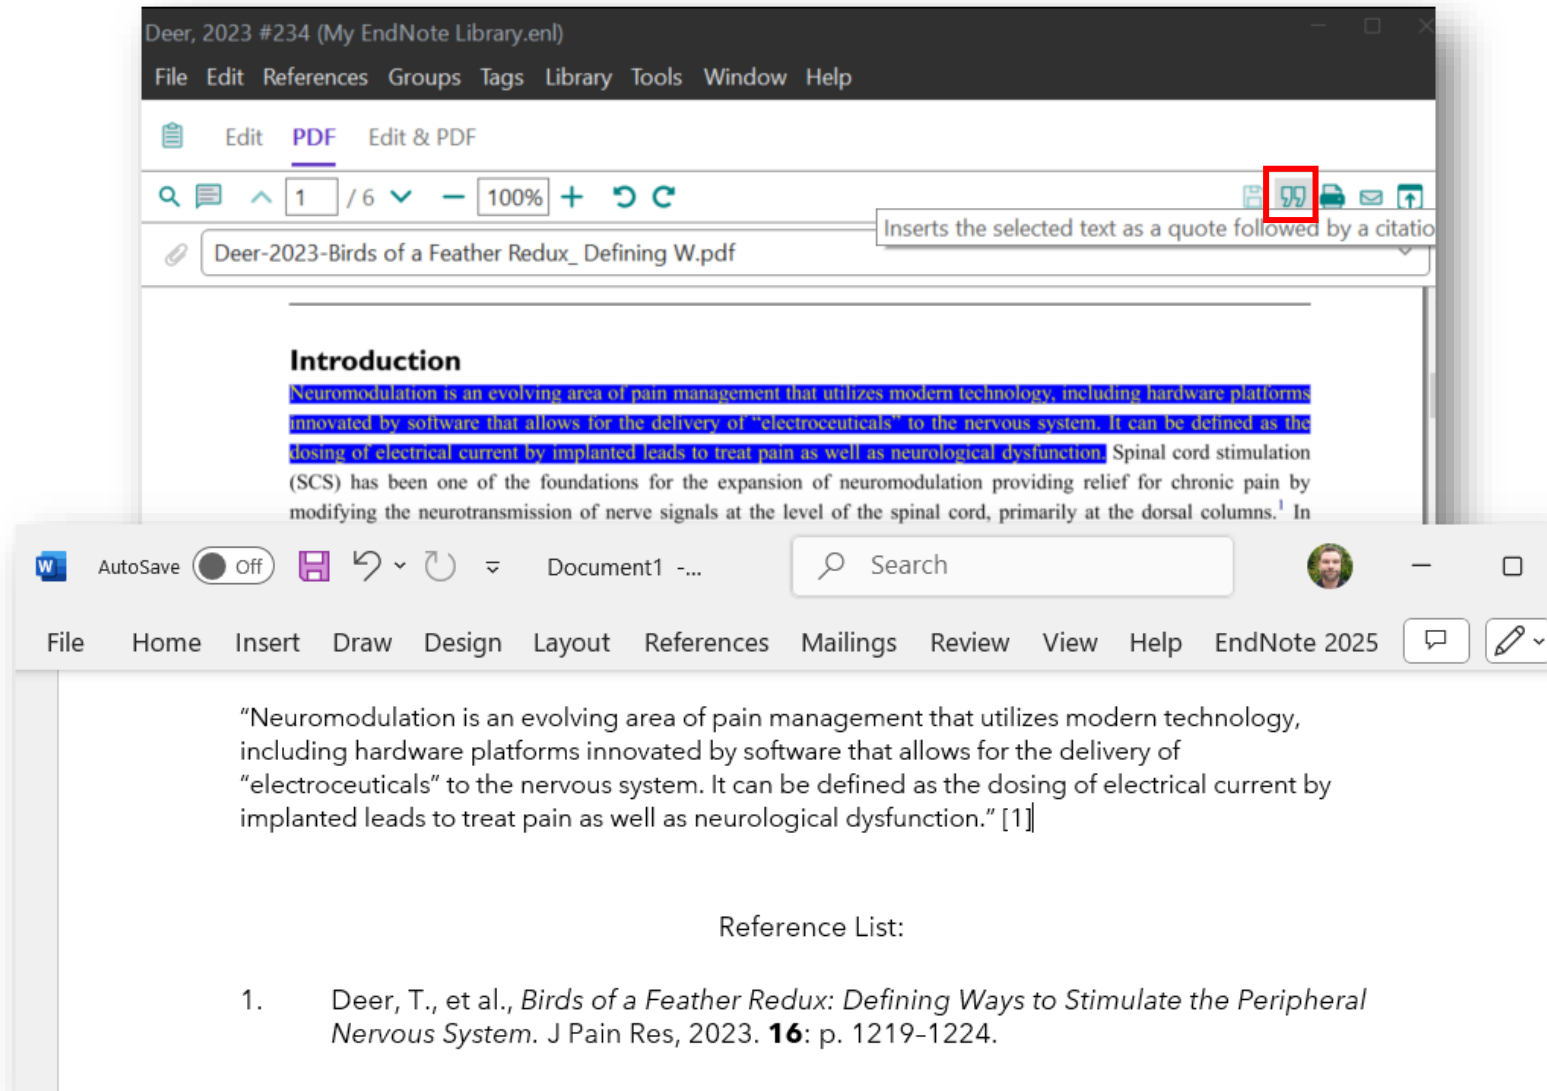 Deer, 2023 #234 (My EndNote Library.enl)
File Edit References Groups Tags Library Tools Window Help
Edit PDF Edit & PDF
1 / 6 100%
Inserts the selected text as a quote followed by a citatio
Deer-2023-Birds of a Feather Redux_ Defining W.pdf
Introduction
Neuromodulation is an evolving area of pain management that utilizes modern technology, including hardware platforms
innovated by software that allows for the delivery of “electroceuticals” to the nervous system. It can be defined as the
dosing of electrical current by implanted leads to treat pain as well as neurological dysfunction. Spinal cord stimulation
(SCS) has been one of the foundations for the expansion of neuromodulation providing relief for chronic pain by
modifying the neurotransmission of nerve signals at the level of the spinal cord, primarily at the dorsal columns.1 In
W AutoSave Off Document1 -... Search
File Home Insert Draw Design Layout References Mailings Review View Help EndNote 2025
“Neuromodulation is an evolving area of pain management that utilizes modern technology,
including hardware platforms innovated by software that allows for the delivery of
“electroceuticals” to the nervous system. It can be defined as the dosing of electrical current by
implanted leads to treat pain as well as neurological dysfunction.” [1]
Reference List:
1. Deer, T., et al., Birds of a Feather Redux: Defining Ways to Stimulate the Peripheral
Nervous System. J Pain Res, 2023. 16: p. 1219–1224.